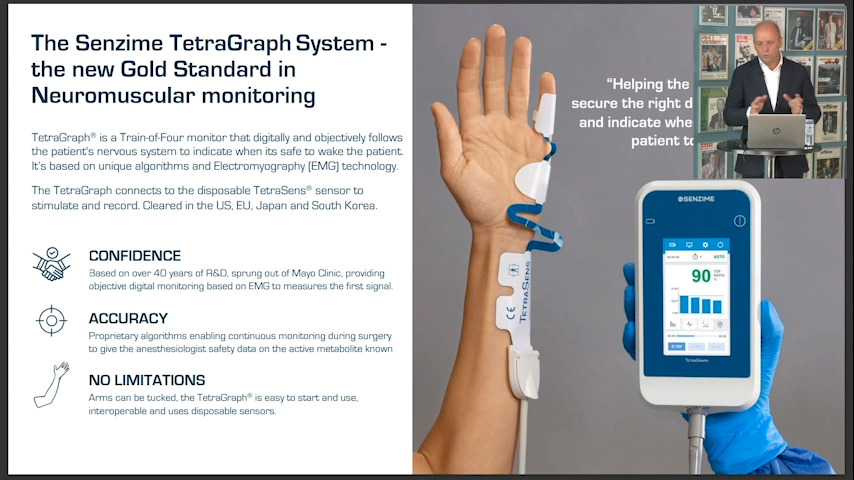 The Senzime TetraGraph System -
the new Gold Standard in
Neuromuscular monitoring
TetraGraph® is a Train-of-Four monitor that digitally and objectively follows
the patient's nervous system to indicate when its safe to wake the patient.
It's based on unique algorithms and Electromyography [EMG] technology.
The TetraGraph connects to the disposable TetraSens® sensor to
stimulate and record. Cleared in the US, EU, Japan and South Korea.
CONFIDENCE
Based on over 40 years of R&D, sprung out of Mayo Clinic, providing
objective digital monitoring based on EMG to measures the first signal.
ACCURACY
Proprietary algorithms enabling continuous monitoring during surgery
to give the anesthesiologist safety data on the active metabolite known
NO LIMITATIONS
Arms can be tucked, the TetraGraph® is easy to start and use,
interoperable and uses disposable sensors.
“Helping the
secure the right d
and indicate whe
patient to
TETRASENS
CE
SENZIME
AUTO
90
TOF
RATIO
%
TetraGraph